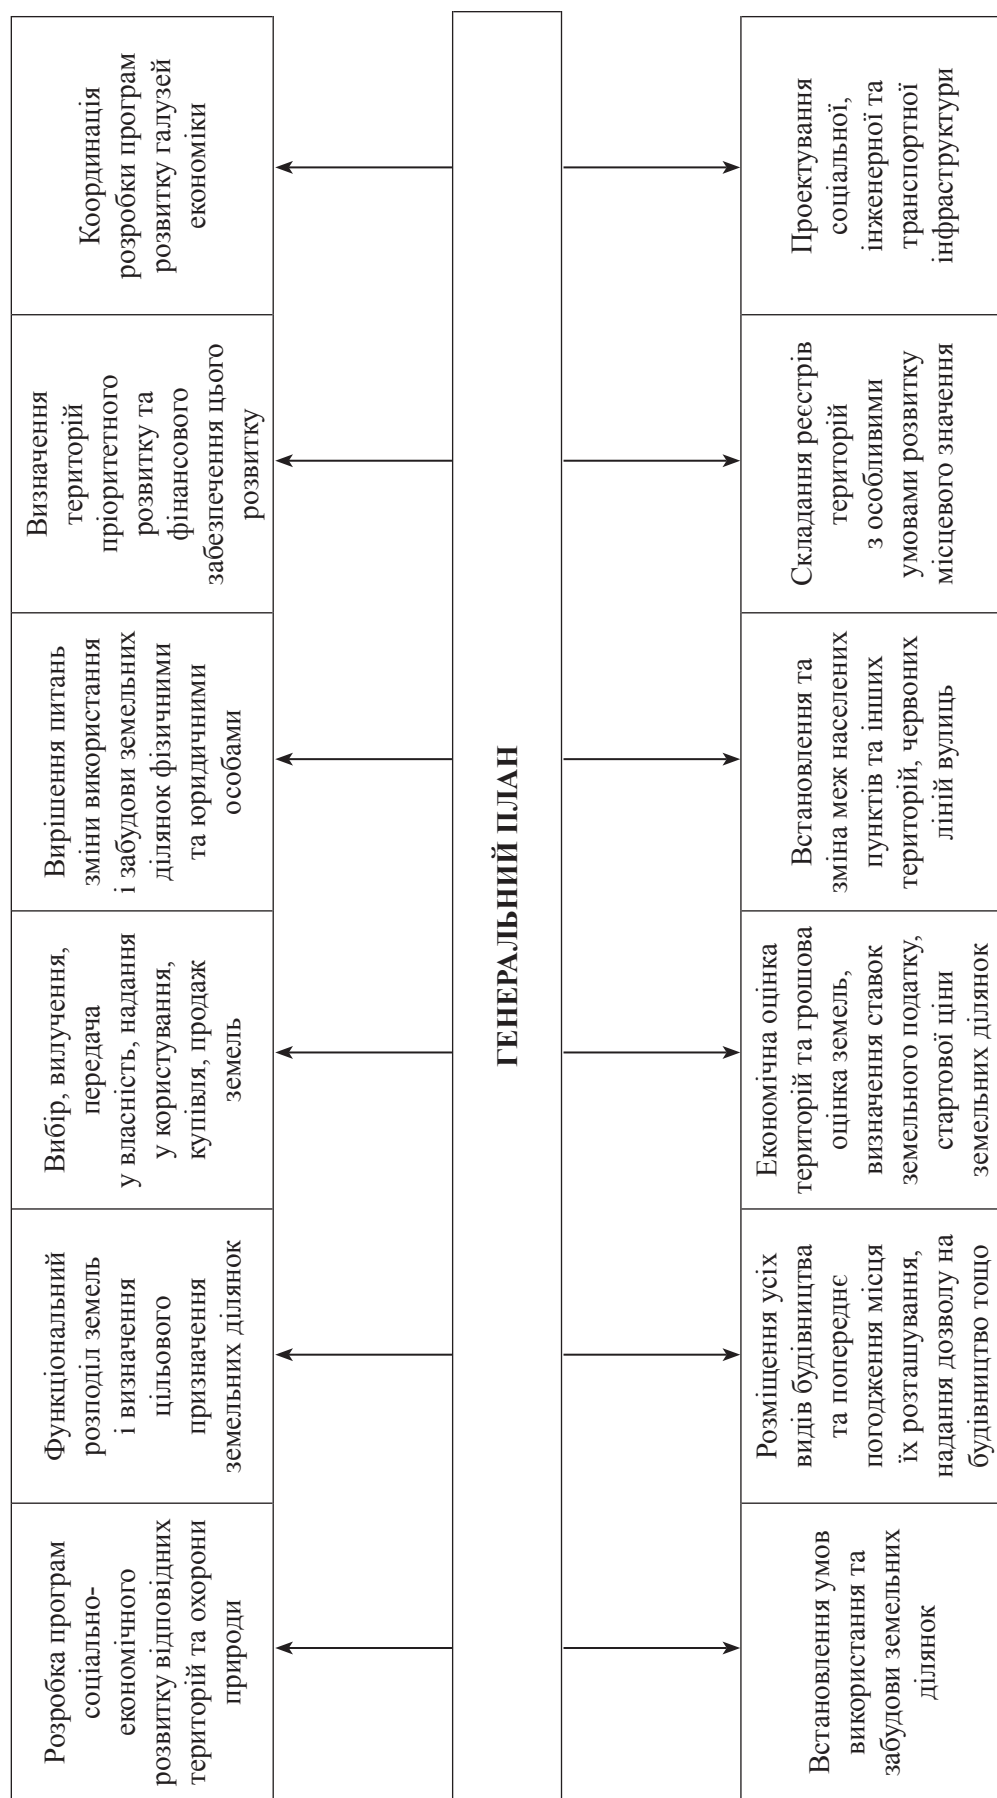 Розробка програм
соціально-
економічного
розвитку відповідних
територій та охорони
природи
Функціональний
розподіл земель
і визначення
цільового
призначення
земельних ділянок
Вибір, вилучення,
передача
у власність, надання
у користування,
купівля, продаж
земель
Вирішення питань
зміни використання
і забудови земельних
ділянок фізичними
та юридичними
особами
Визначення
територій
пріоритетного
розвитку та
фінансового
забезпечення цього
розвитку
Координація
розробки програм
розвитку галузей
економіки
ГЕНЕРАЛЬНИЙ ПЛАН
Встановлення умов
використання та
забудови земельних
ділянок
Розміщення усіх
видів будівництва
та попереднє
погодження місця
їх розташування,
надання дозволу на
будівництво тощо
Економічна оцінка
територій та грошова
оцінка земель,
визначення ставок
земельного податку,
стартової ціни
земельних ділянок
Встановлення та
зміна меж населених
пунктів та інших
територій, червоних
ліній вулиць
Складання реєстрів
територій
з особливими
умовами розвитку
місцевого значення
Проектування
соціальної,
інженерної та
транспортної
інфраструктури